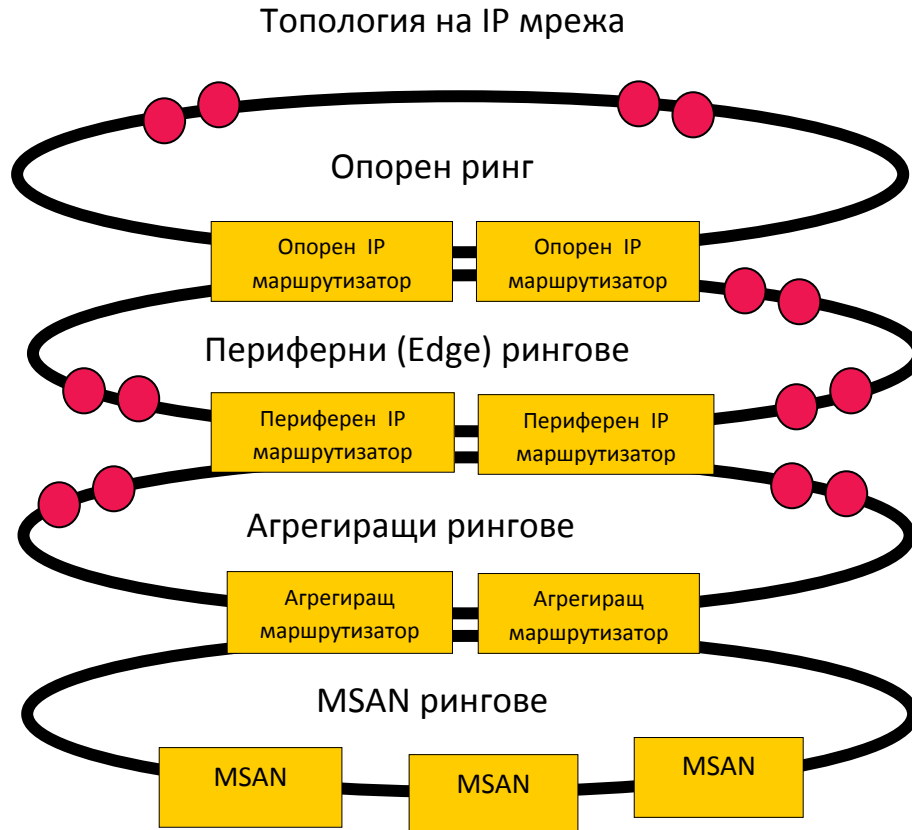 Топология на IP мрежа
Опорен ринг
Опорен IP
маршрутизатор
Опорен IP
маршрутизатор
Периферни (Edge) рингове
Периферен IP
маршрутизатор
Периферен IP
маршрутизатор
Агрегиращи рингове
Агрегиращ
маршрутизатор
Агрегиращ
маршрутизатор
MSAN рингове
MSAN
MSAN
MSAN